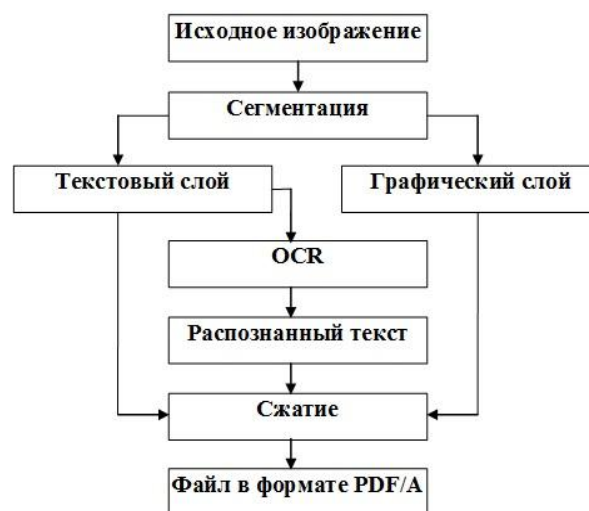 Исходное изображение
Сегментация
Текстовый слой
Графический слой
OCR
Распознанный текст
Сжатие
Файл в формате PDF/A